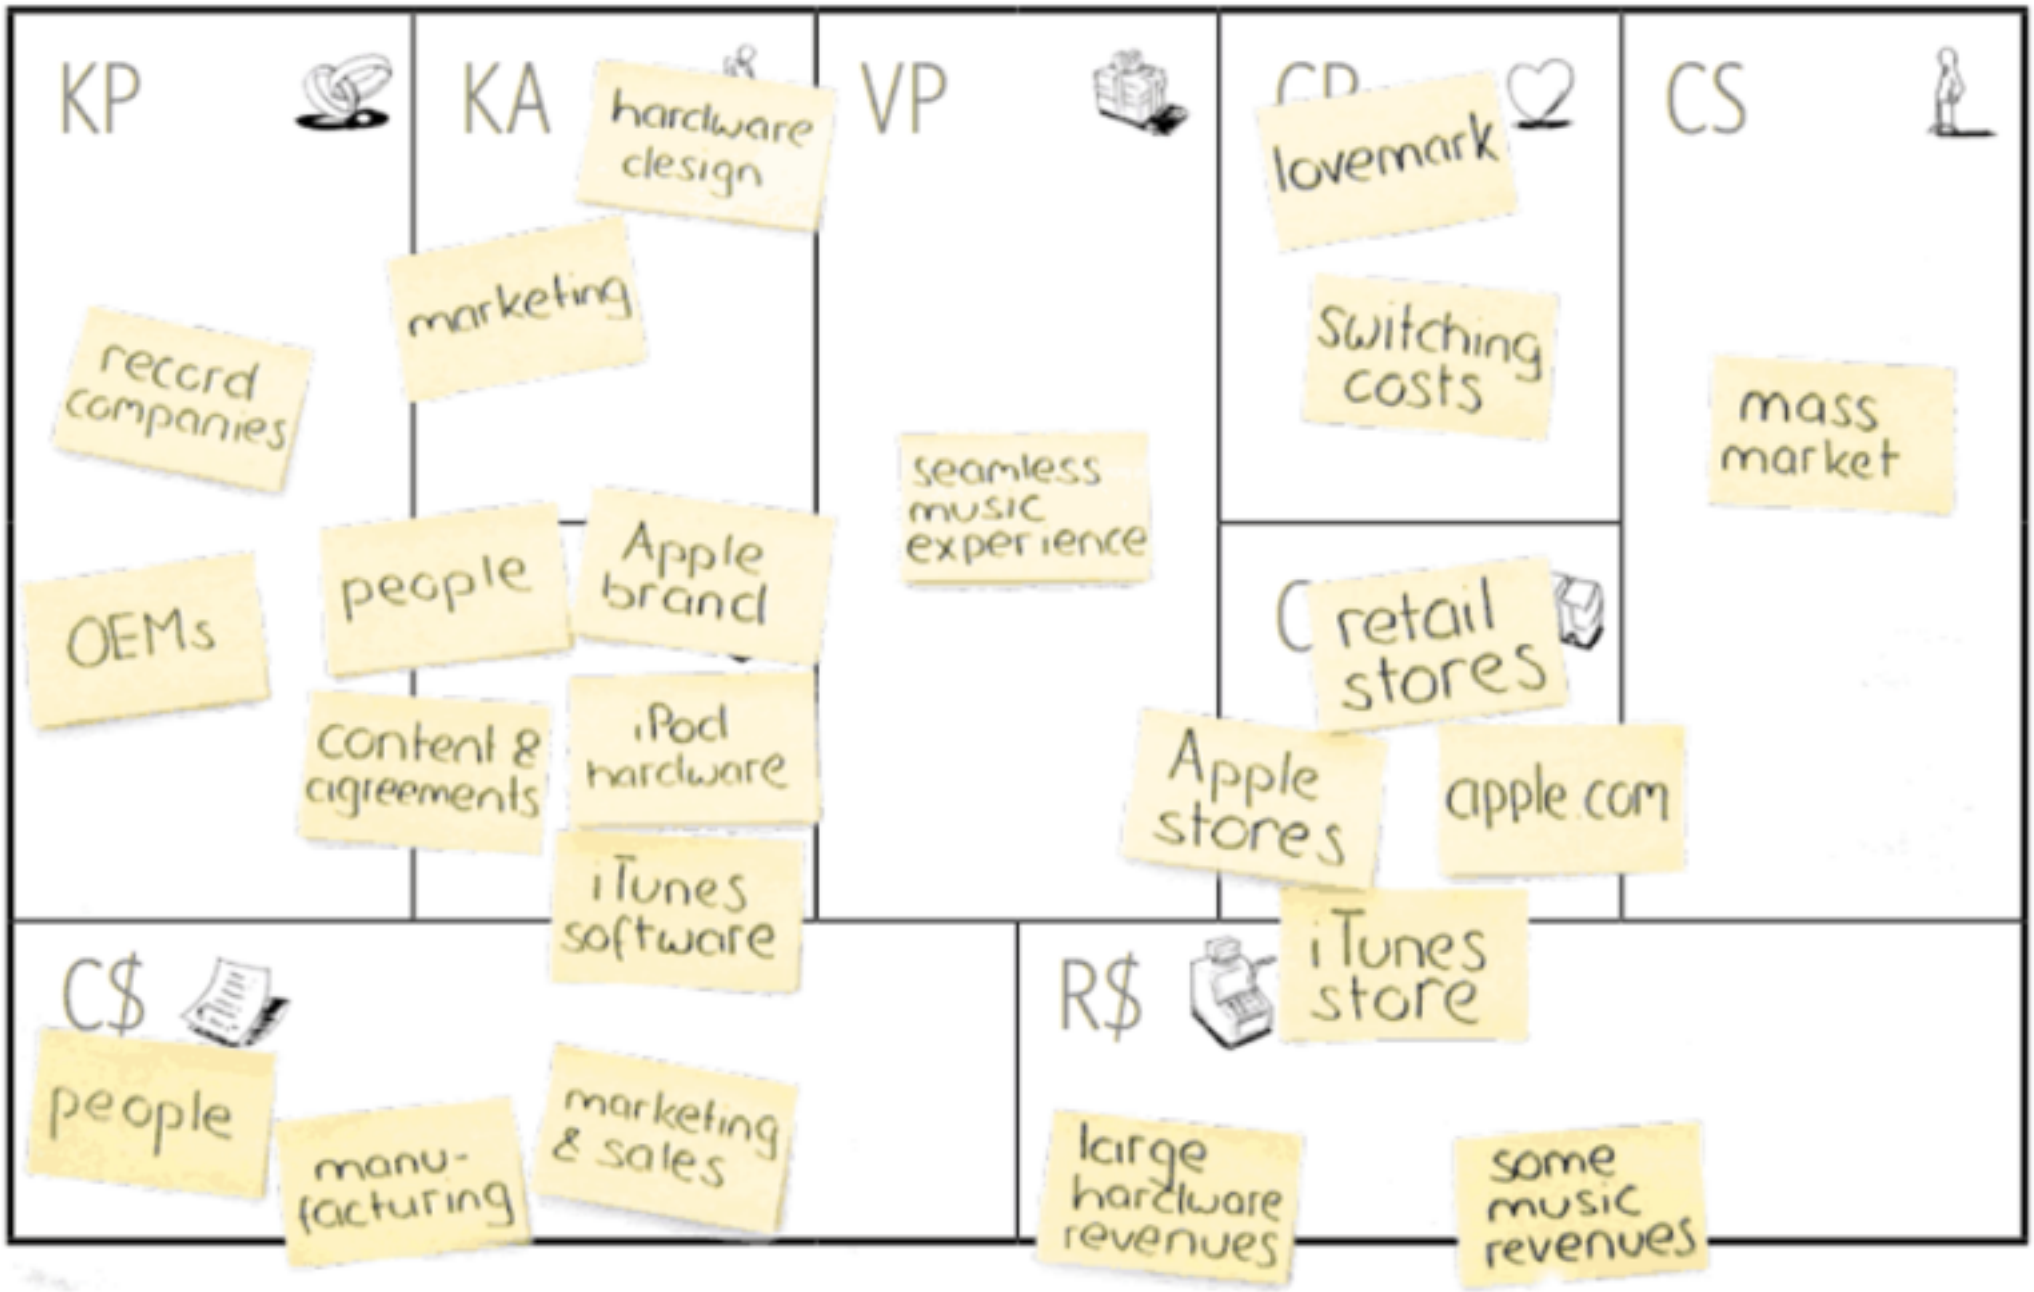 KP
record
companies
OEMs
KA
hardware
design
marketing
people
Apple
brand
content &
agreements
iPod
hardware
iTunes
software
VP
seamless
music
experience
CR
lovemark
switching
costs
C
retail
stores
Apple
stores
apple.com
iTunes
store
CS
mass
market
C$
people
manu-
facturing
marketing
& sales
R$
large
hardware
revenues
some
music
revenues